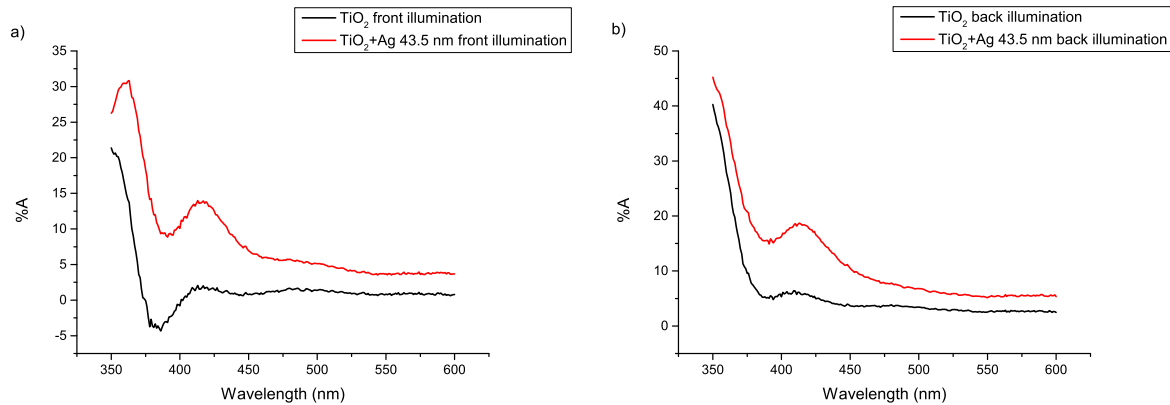 a)
TiO₂ front illumination
TiO₂+Ag 43.5 nm front illumination
35
30
25
20
15
10
5
0
-5
%A
350 400 450 500 550 600
Wavelength (nm)
b)
TiO₂ back illumination
TiO₂+Ag 43.5 nm back illumination
50
40
30
20
10
0
%A
350 400 450 500 550 600
Wavelength (nm)